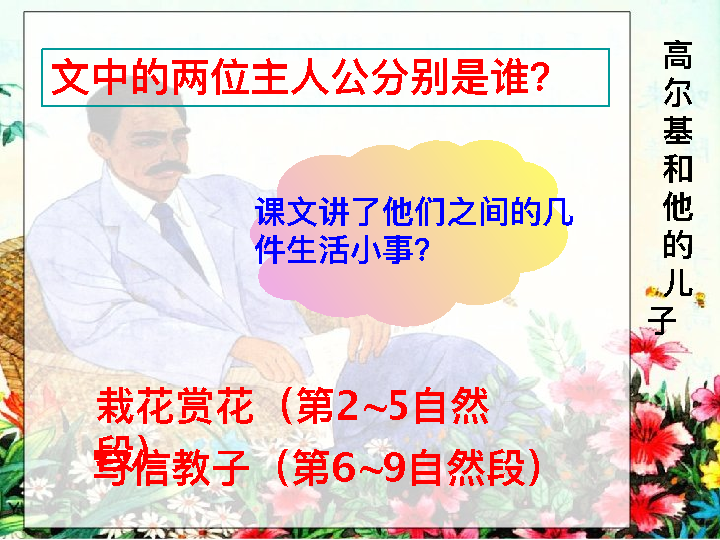 文中的两位主人公分别是谁?
课文讲了他们之间的几
件生活小事?
栽花赏花（第2~5自然
段）
写信教子（第6~9自然段）
高尔基和他的儿子